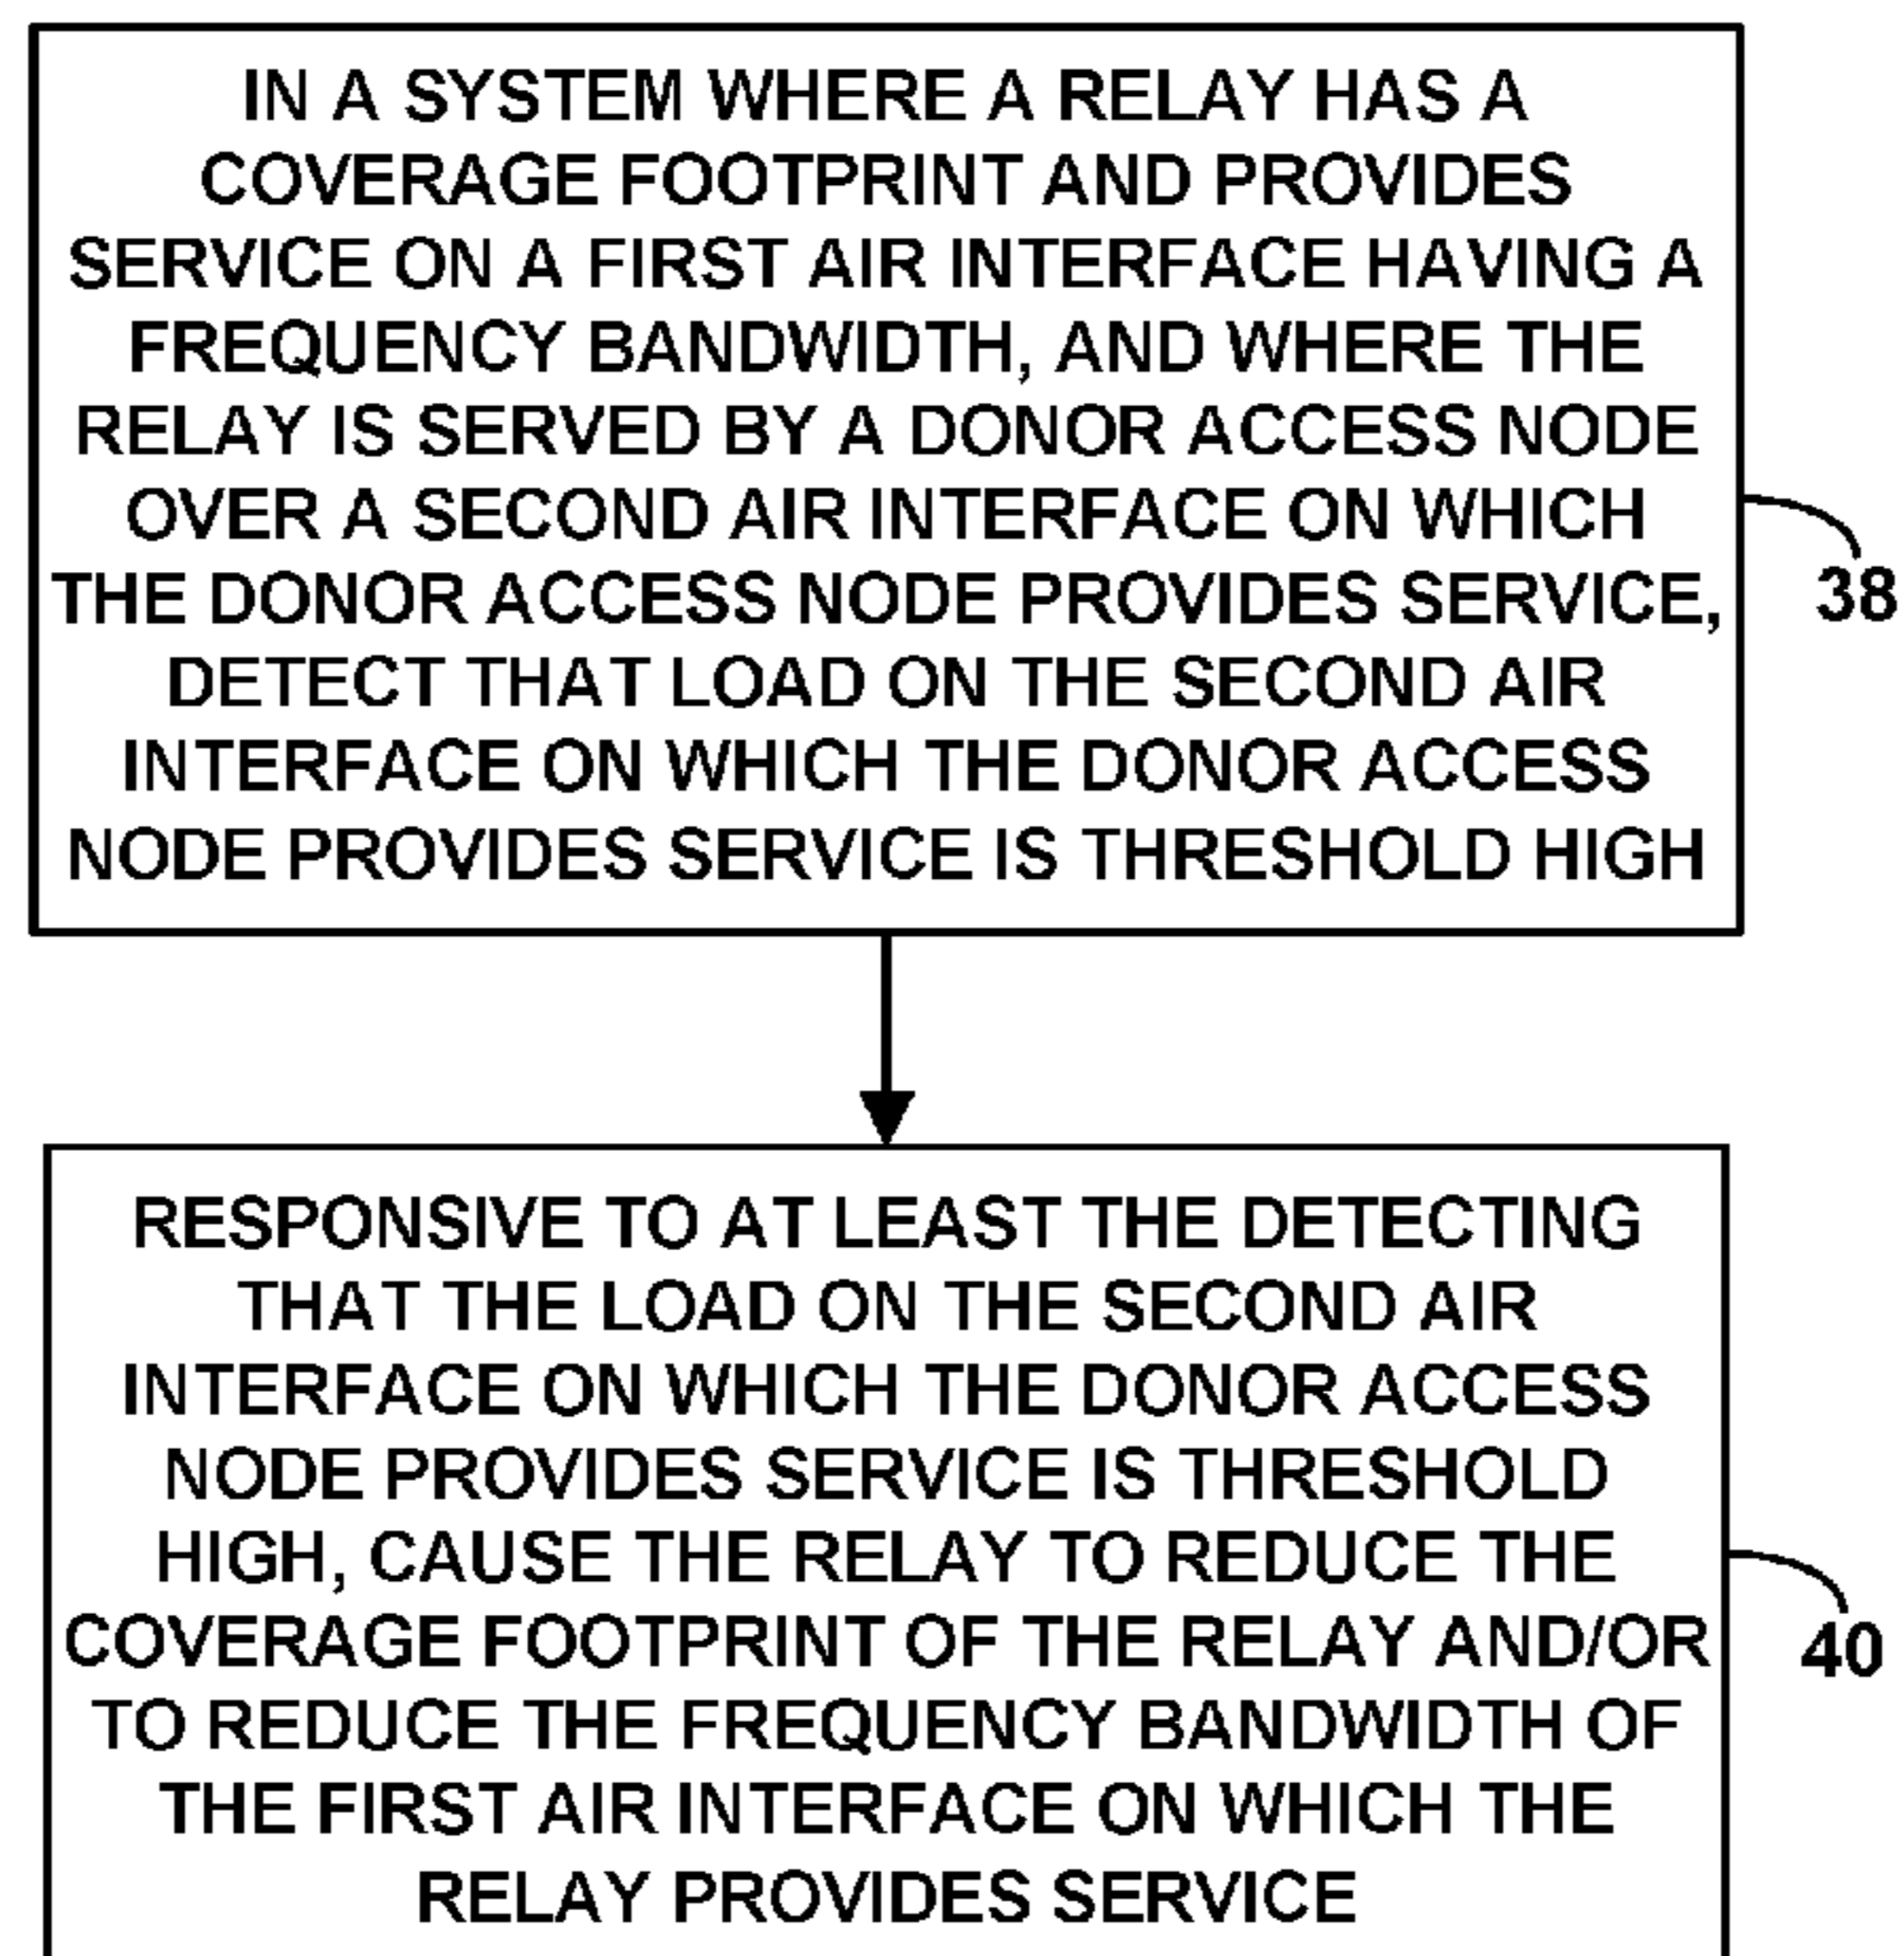 IN A SYSTEM WHERE A RELAY HAS A
COVERAGE FOOTPRINT AND PROVIDES
SERVICE ON A FIRST AIR INTERFACE HAVING A
FREQUENCY BANDWIDTH, AND WHERE THE
RELAY IS SERVED BY A DONOR ACCESS NODE
OVER A SECOND AIR INTERFACE ON WHICH
THE DONOR ACCESS NODE PROVIDES SERVICE,
DETECT THAT LOAD ON THE SECOND AIR
INTERFACE ON WHICH THE DONOR ACCESS
NODE PROVIDES SERVICE IS THRESHOLD HIGH
38
RESPONSIVE TO AT LEAST THE DETECTING
THAT THE LOAD ON THE SECOND AIR
INTERFACE ON WHICH THE DONOR ACCESS
NODE PROVIDES SERVICE IS THRESHOLD
HIGH, CAUSE THE RELAY TO REDUCE THE
COVERAGE FOOTPRINT OF THE RELAY AND/OR
TO REDUCE THE FREQUENCY BANDWIDTH OF
THE FIRST AIR INTERFACE ON WHICH THE
RELAY PROVIDES SERVICE
40